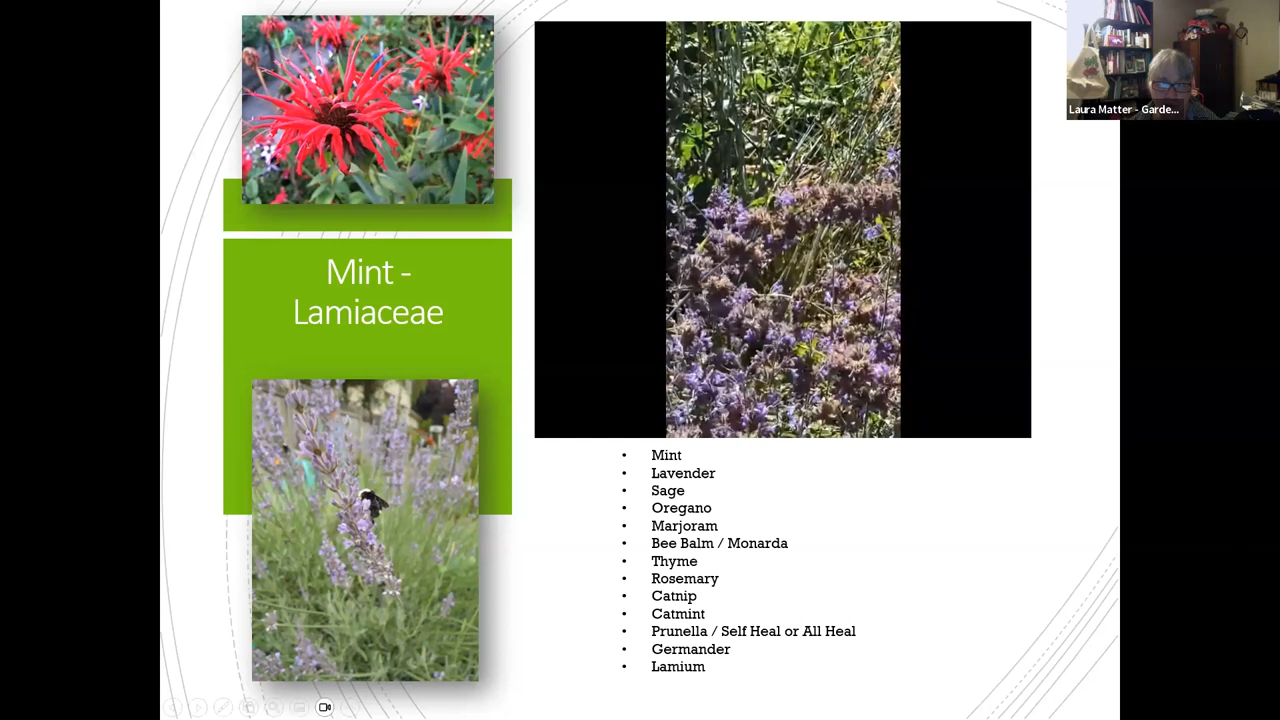 Mint -
Lamiaceae
Laura Matter - Garde...
• Mint
• Lavender
• Sage
• Oregano
• Marjoram
• Bee Balm / Monarda
• Thyme
• Rosemary
• Catnip
• Catmint
• Prunella / Self Heal or All Heal
• Germander
• Lamium